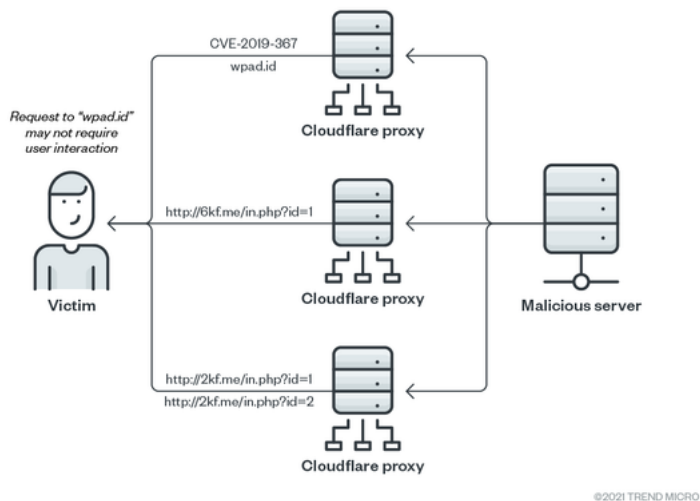 CVE-2019-367
wpad.id
Request to "wpad.id"
may not require
user interaction
Cloudflare proxy
http://6kf.me/in.php?id=1
Victim
Cloudflare proxy
Malicious server
http://2kf.me/in.php?id=1
http://2kf.me/in.php?id=2
Cloudflare proxy
©2021 TREND MICRO